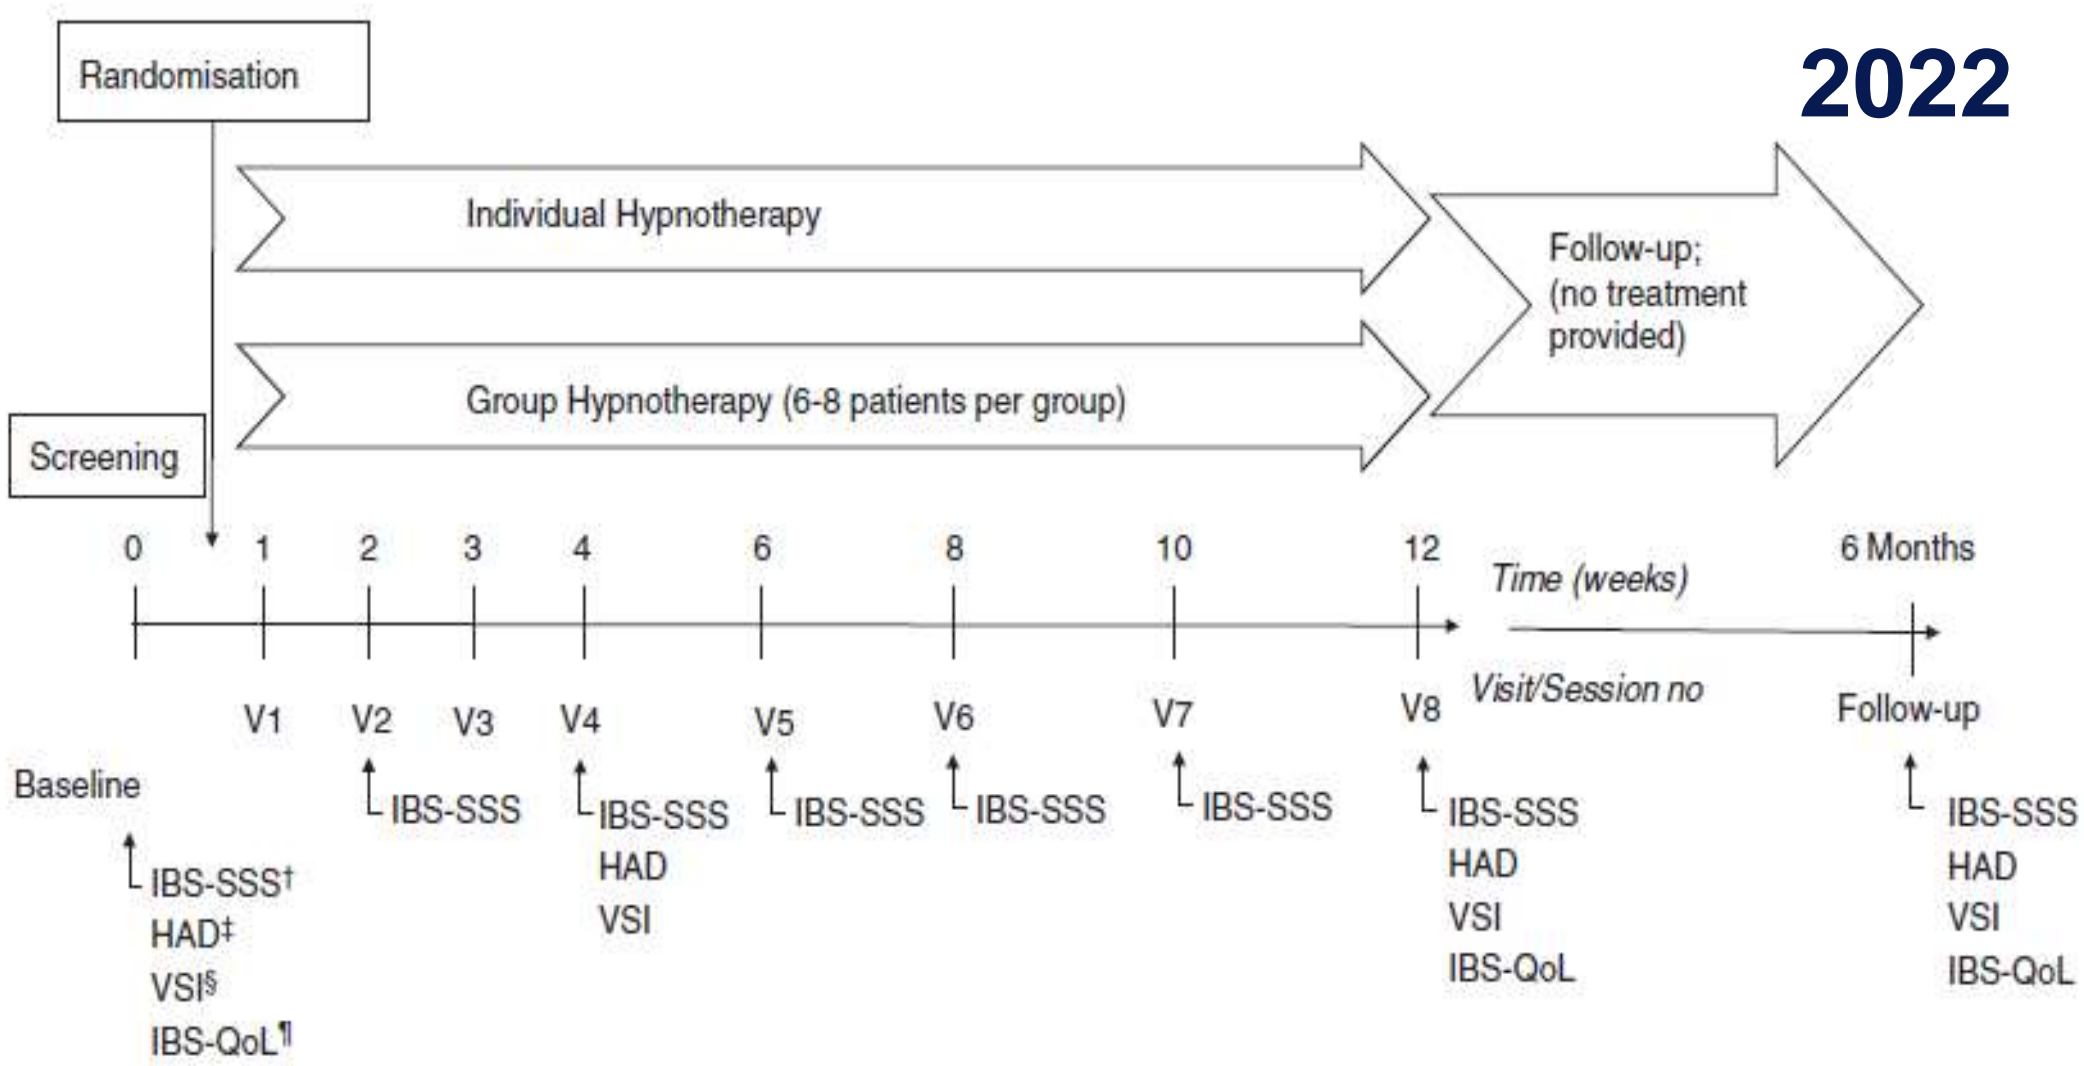 2022
Randomisation
Individual Hypnotherapy
Follow-up;
(no treatment
provided)
Group Hypnotherapy (6-8 patients per group)
Screening
0 1 2 3 4 6 8 10 12 6 Months
Time (weeks)
Visit/Session no
V1 V2 V3 V4 V5 V6 V7 V8 Follow-up
Baseline
IBS-SSS†
HAD‡
VSI§
IBS-QoL¶
IBS-SSS
IBS-SSS
HAD
VSI
IBS-SSS
IBS-SSS
IBS-SSS
IBS-SSS
HAD
VSI
IBS-QoL
IBS-SSS
HAD
VSI
IBS-QoL